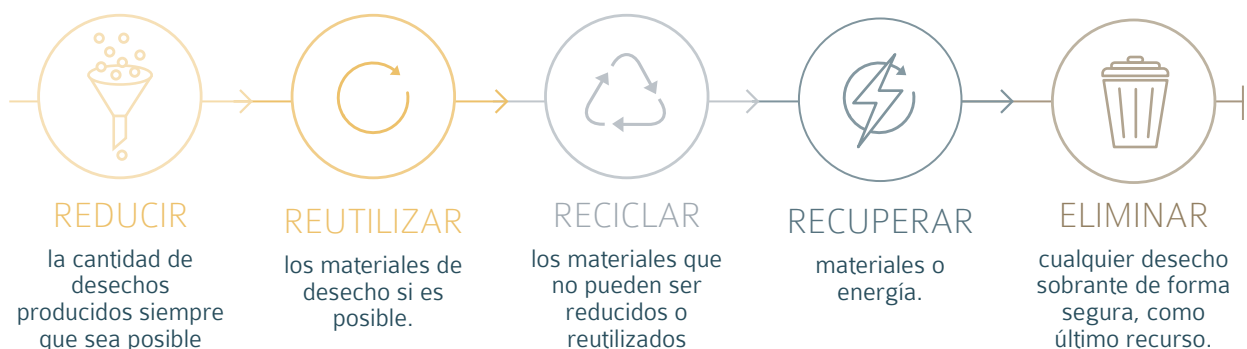 REDUCIR
la cantidad de
desechos
producidos siempre
que sea posible
REUTILIZAR
los materiales de
desecho si es
posible.
RECICLAR
los materiales que
no pueden ser
reducidos o
reutilizados
RECUPERAR
materiales o
energía.
ELIMINAR
cualquier desecho
sobrante de forma
segura, como
último recurso.